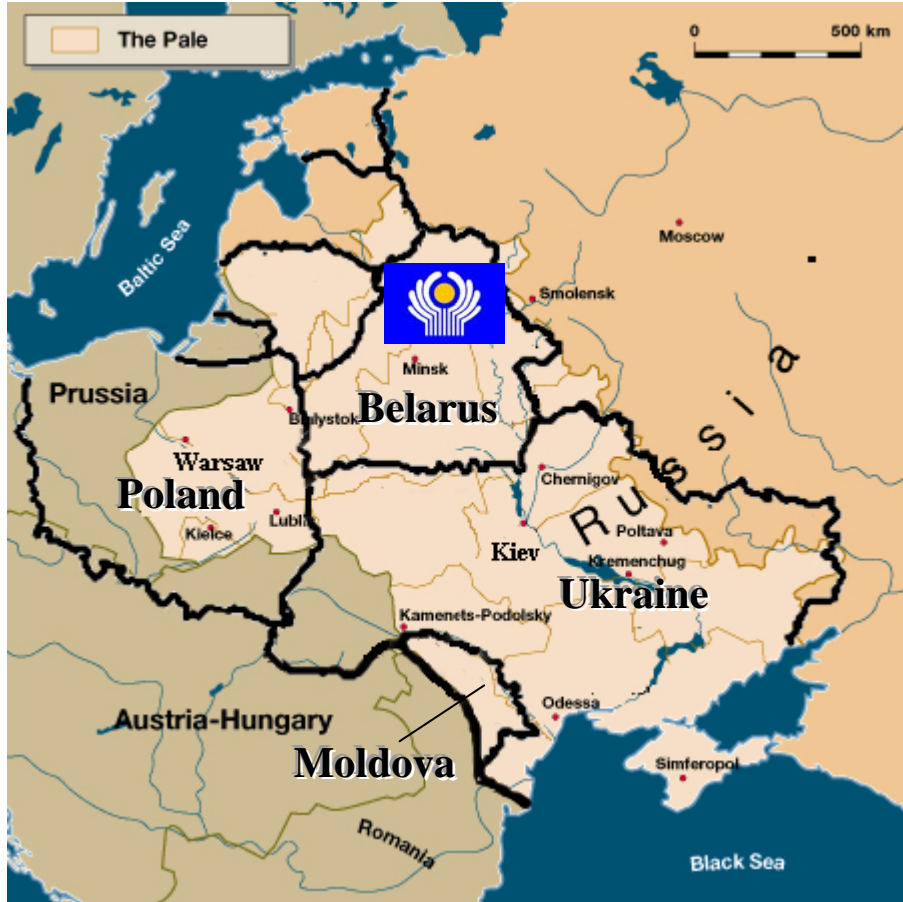 The Pale
0 500 km
Moscow
Baltic Sea
Smolensk
Minsk
Prussia
Belarus
Bialystok
Warsaw
Poland
Chernigov
Russia
Lublin
Kielce
Poltava
Kiev
Kremenchug
Ukraine
Kamenets-Podolsky
Odessa
Austria-Hungary
Moldova
Simferopol
Romania
Black Sea